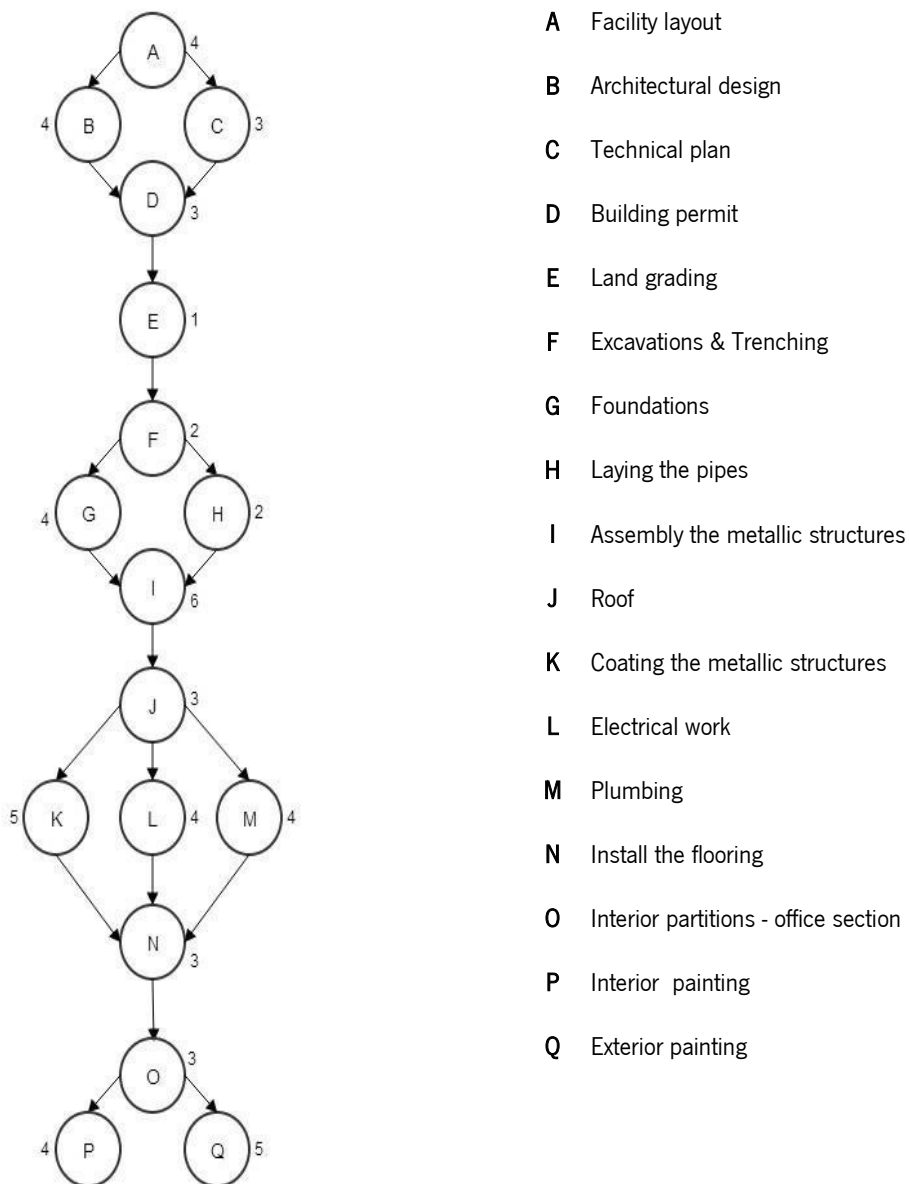 A 4
4 B
C 3
D 3
E 1
F 2
4 G
H 2
I 6
J 3
5 K
L 4
M 4
N 3
O 3
4 P
Q 5
A Facility layout
B Architectural design
C Technical plan
D Building permit
E Land grading
F Excavations & Trenching
G Foundations
H Laying the pipes
I Assembly the metallic structures
J Roof
K Coating the metallic structures
L Electrical work
M Plumbing
N Install the flooring
O Interior partitions - office section
P Interior painting
Q Exterior painting